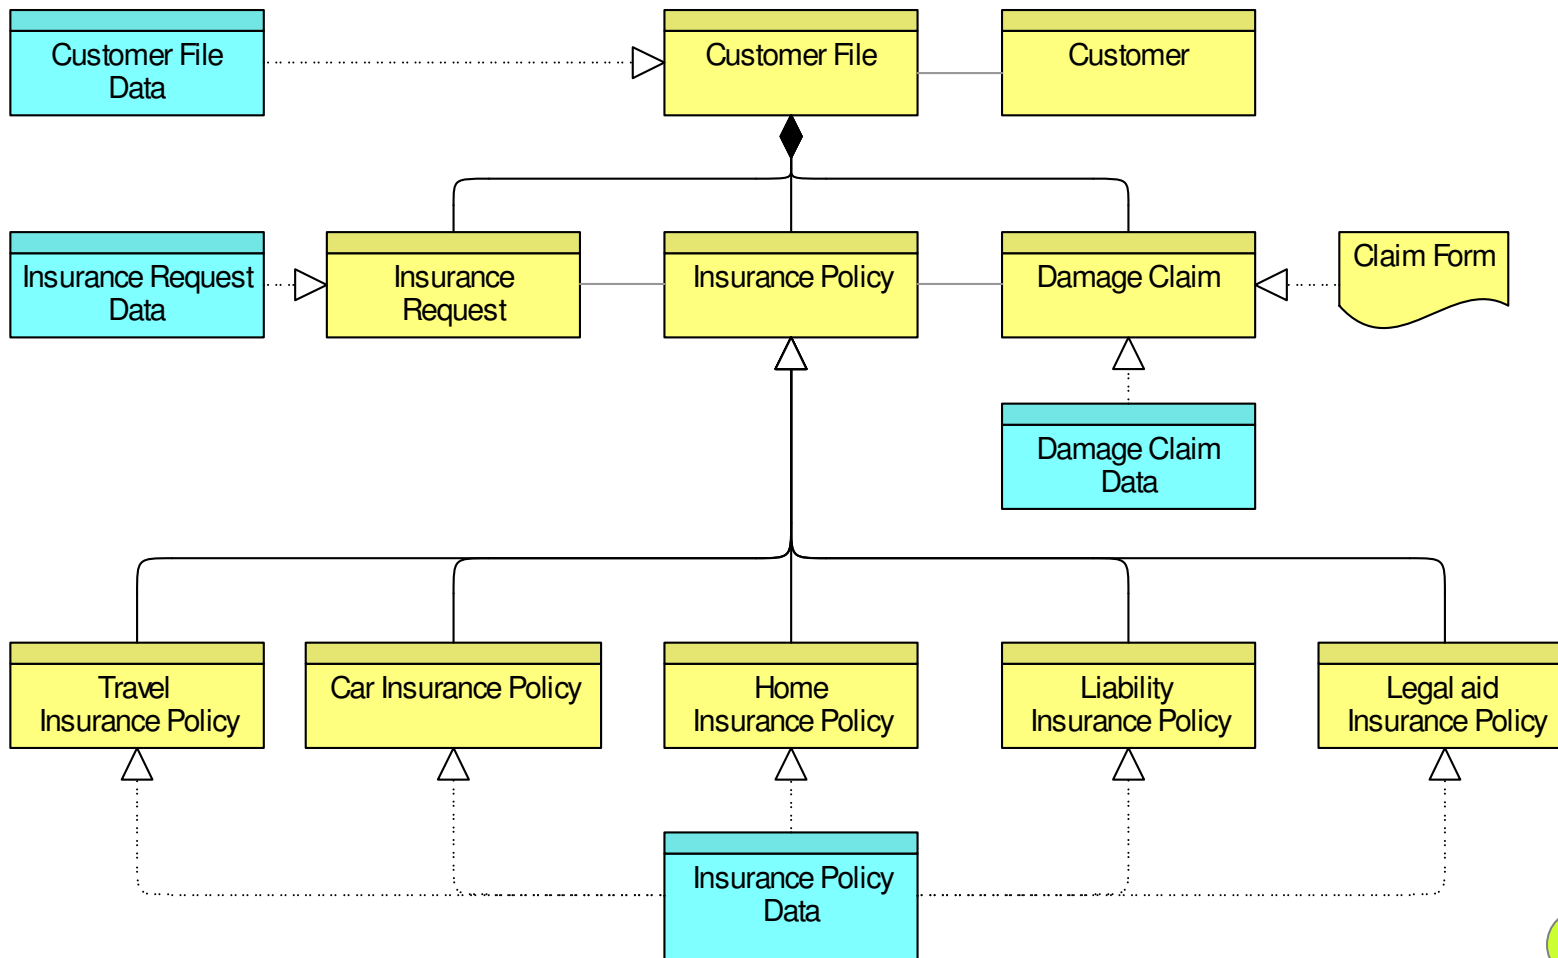 Customer File
Data
Customer File
Customer
Insurance Request
Data
Insurance
Request
Insurance Policy
Damage Claim
Claim Form
Damage Claim
Data
Travel
Insurance Policy
Car Insurance Policy
Home
Insurance Policy
Liability
Insurance Policy
Legal aid
Insurance Policy
Insurance Policy
Data